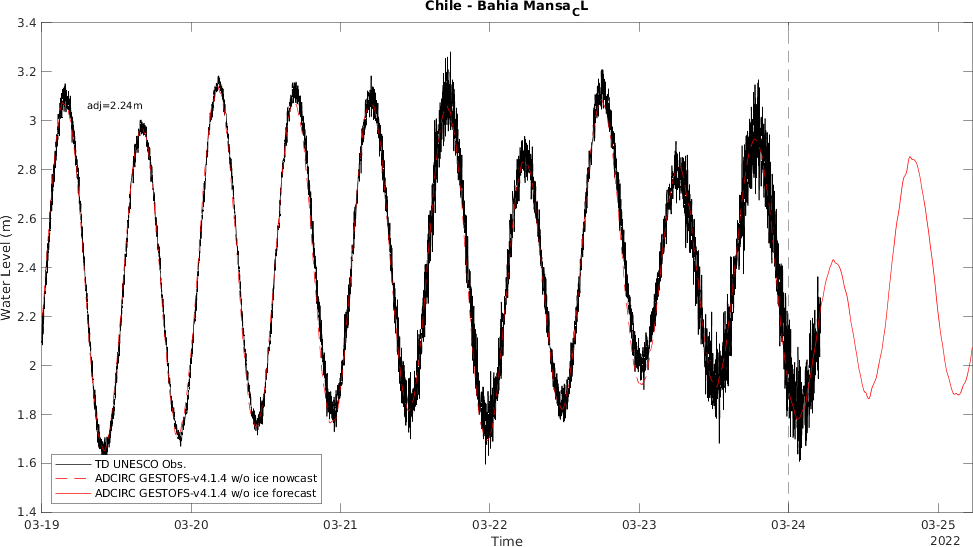 Chile - Bahia Mansa_CL
adj=2.24m
3.4
3.2
3
2.8
2.6
2.4
2.2
2
1.8
1.6
1.4
Water Level (m)
TD UNESCO Obs.
ADCIRC GESTOFS-v4.1.4 w/o ice nowcast
ADCIRC GESTOFS-v4.1.4 w/o ice forecast
03-19 03-20 03-21 03-22 03-23 03-24 03-25
Time 2022